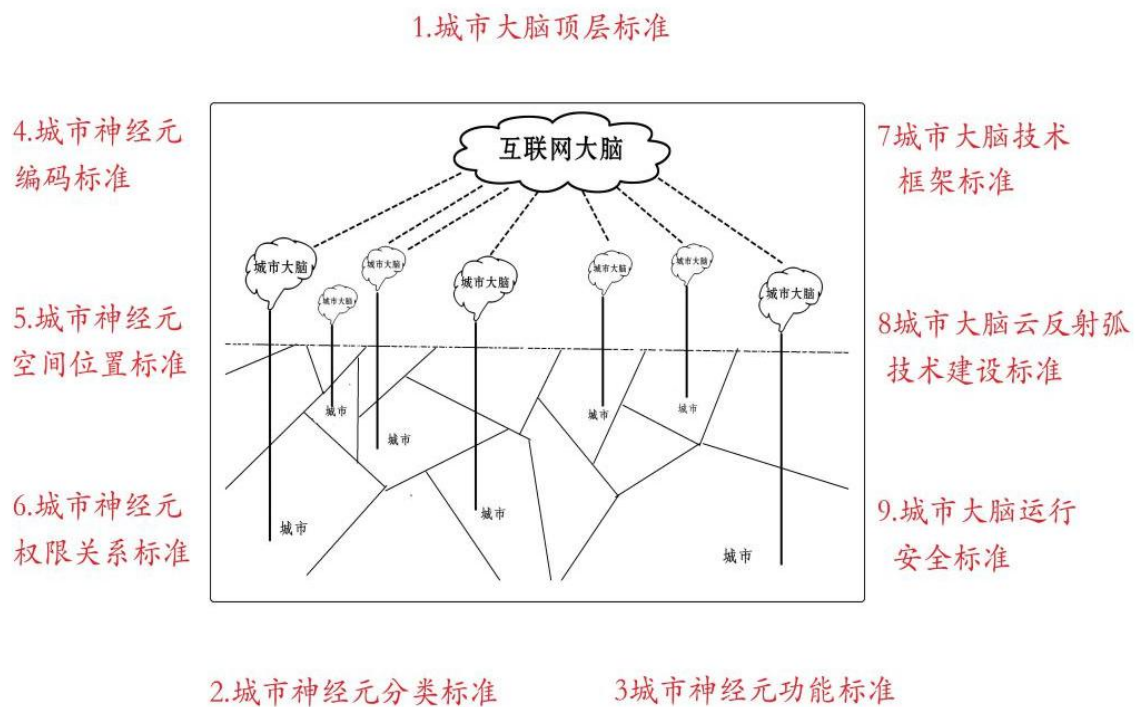 1.城市大脑顶层标准
4.城市神经元
编码标准
互联网大脑
7城市大脑技术
框架标准
城市大脑
城市大脑
城市大脑
城市大脑
城市大脑
城市大脑
城市大脑
5.城市神经元
空间位置标准
8城市大脑云反射弧
技术建设标准
城市
城市
城市
城市
城市
城市
城市
6.城市神经元
权限关系标准
9.城市大脑运行
安全标准
2.城市神经元分类标准
3城市神经元功能标准